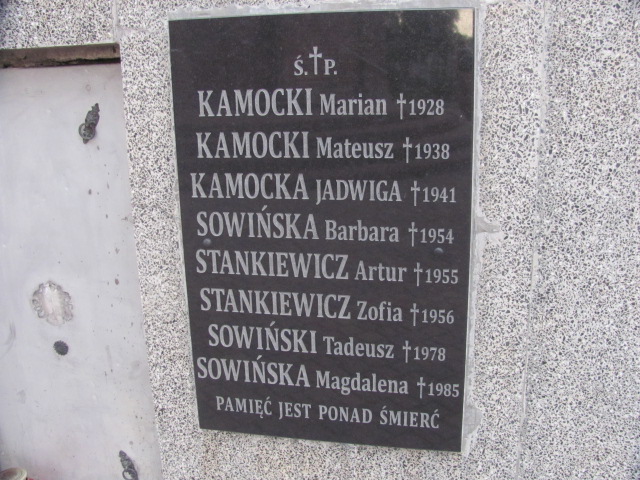 Ś.†P.
KAMOCKI Marian †1928
KAMOCKI Mateusz †1938
KAMOCKA JADWIGA †1941
SOWIŃSKA Barbara †1954
STANKIEWICZ Artur †1955
STANKIEWICZ Zofia †1956
SOWIŃSKI Tadeusz †1978
SOWIŃSKA Magdalena †1985
PAMIĘĆ JEST PONAD ŚMIERĆ